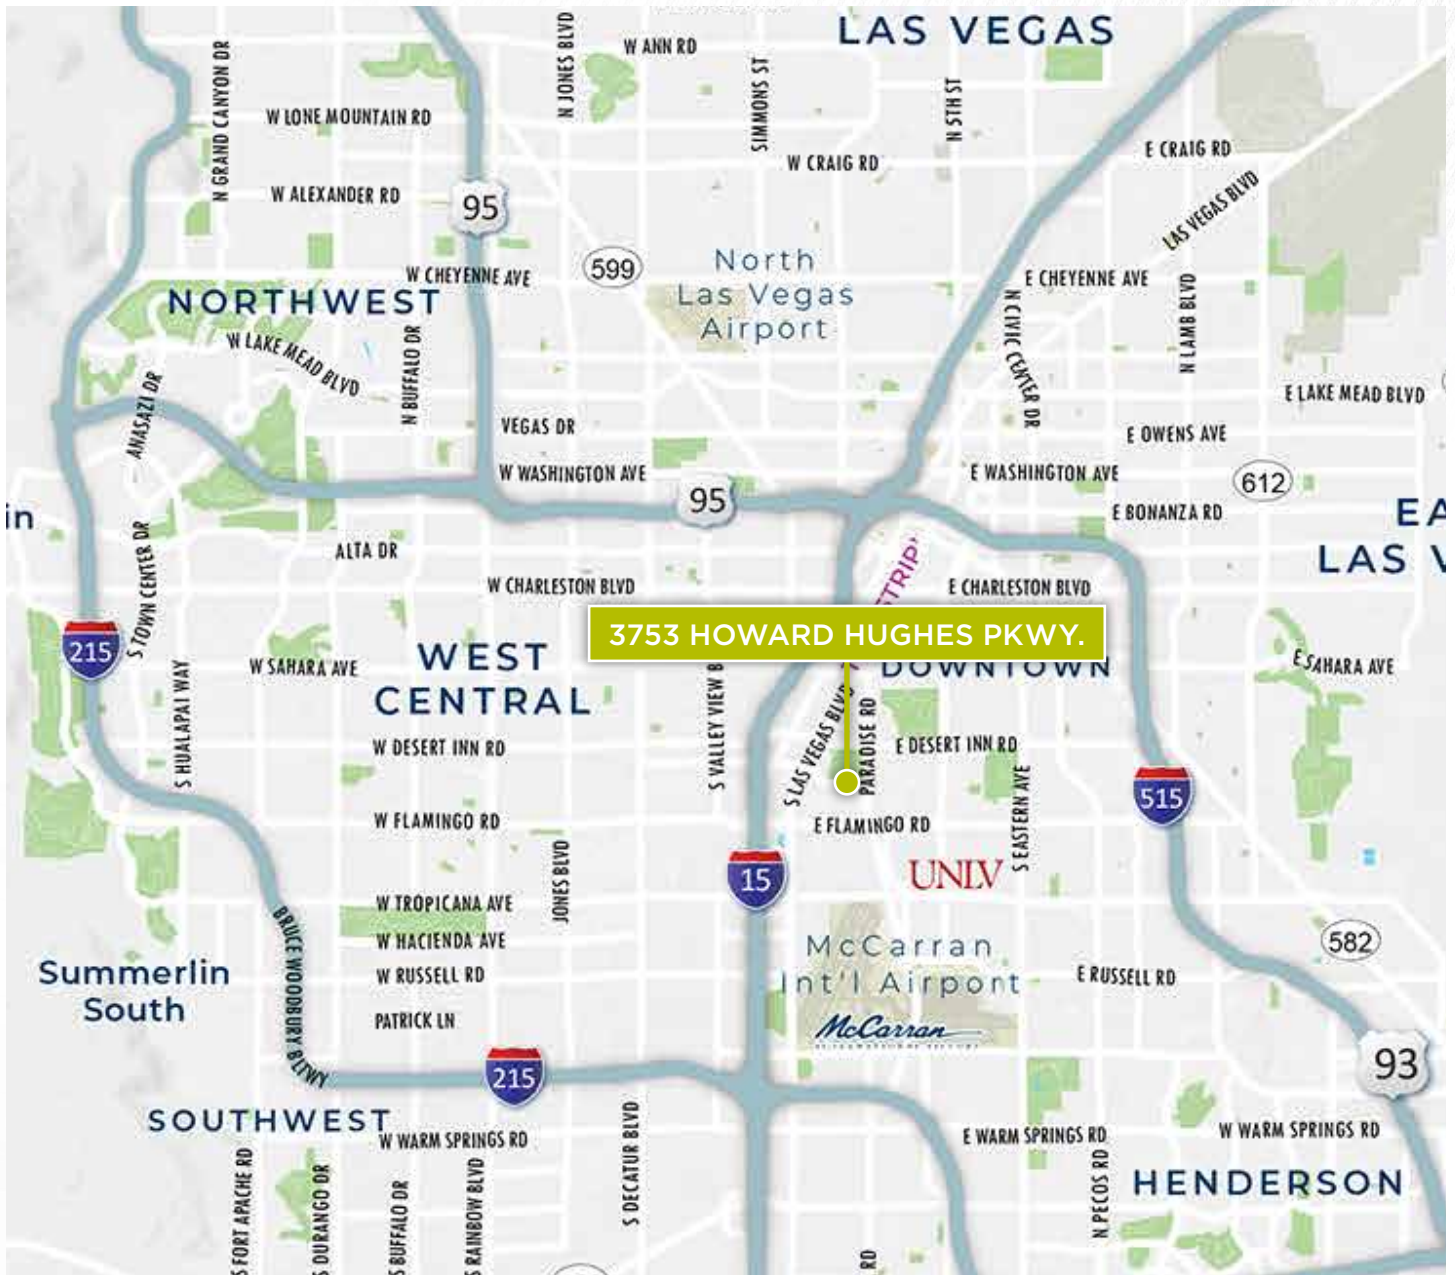 LAS VEGAS
N JONES BLVD
W ANN RD
N GRAND CANYON DR
SIMMONS ST
N 5TH ST
W LONE MOUNTAIN RD
E CRAIG RD
W CRAIG RD
W ALEXANDER RD
95
LAS VEGAS BLVD
599
North
Las Vegas
Airport
W CHEYENNE AVE
E CHEYENNE AVE
NORTHWEST
N CIVIC CENTER DR
N LAMB BLVD
W LAKE MEAD BLVD
N BUFFALO DR
ANASAZI DR
E LAKE MEAD BLVD
VEGAS DR
E OWENS AVE
W WASHINGTON AVE
E WASHINGTON AVE
612
95
E BONANZA RD
in
EA
LAS V
S TOWN CENTER DR
ALTA DR
STRIP
W CHARLESTON BLVD
E CHARLESTON BLVD
3753 HOWARD HUGHES PKWY.
215
W SAHARA AVE
WEST
CENTRAL
DOWNTOWN
E SAHARA AVE
S HUALAPAI WAY
S VALLEY VIEW B
S LAS VEGAS BLVD
PARADISE RD
W DESERT INN RD
E DESERT INN RD
S EASTERN AVE
515
W FLAMINGO RD
E FLAMINGO RD
JONES BLVD
15
UNLV
W TROPICANA AVE
W HACIENDA AVE
BRUCE WOODBURY BLTWY
582
McCarran
Int'l Airport
Summerlin
South
W RUSSELL RD
E RUSSELL RD
PATRICK LN
McCarran
215
93
SOUTHWEST
W WARM SPRINGS RD
S DECATUR BLVD
E WARM SPRINGS RD
W WARM SPRINGS RD
N PECOS RD
HENDERSON
S FORT APACHE RD
S DURANGO DR
S BUFFALO DR
S RAINBOW BLVD
RD